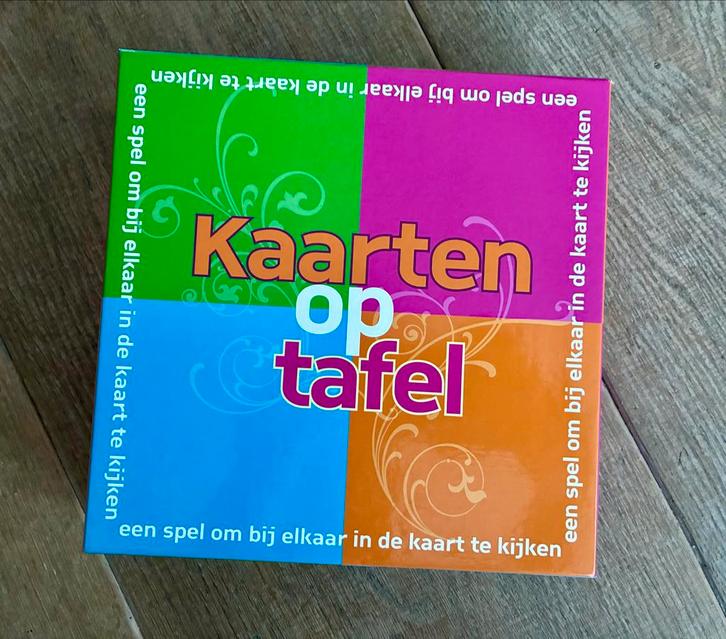 een spel om bij elkaar in de kaart te kijken
een spel om bij elkaar in de kaart te kijken
een spel om bij elkaar in de kaart te kijken
Kaarten
op
tafel
een spel om bij elkaar in de kaart te kijken